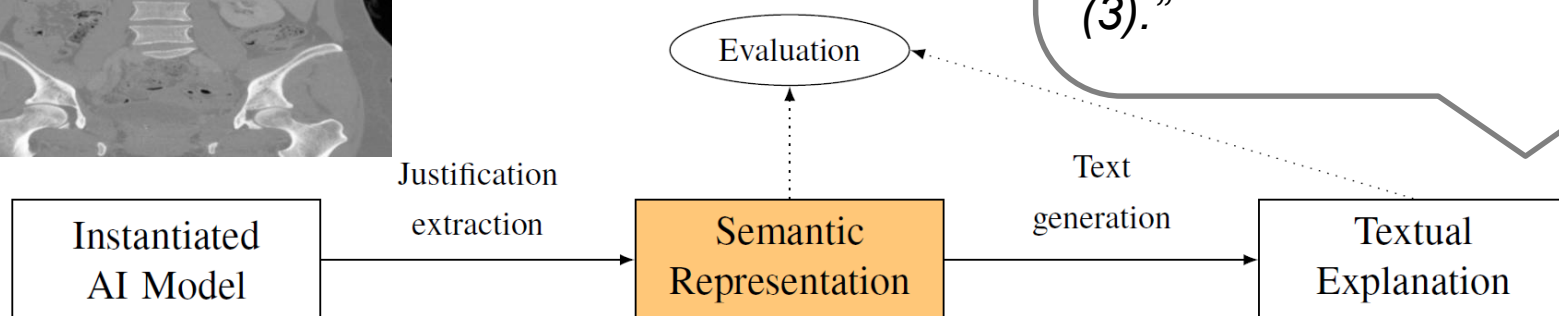 (3).”
Evaluation
Justification
extraction
Text
generation
Instantiated
AI Model
Semantic
Representation
Textual
Explanation